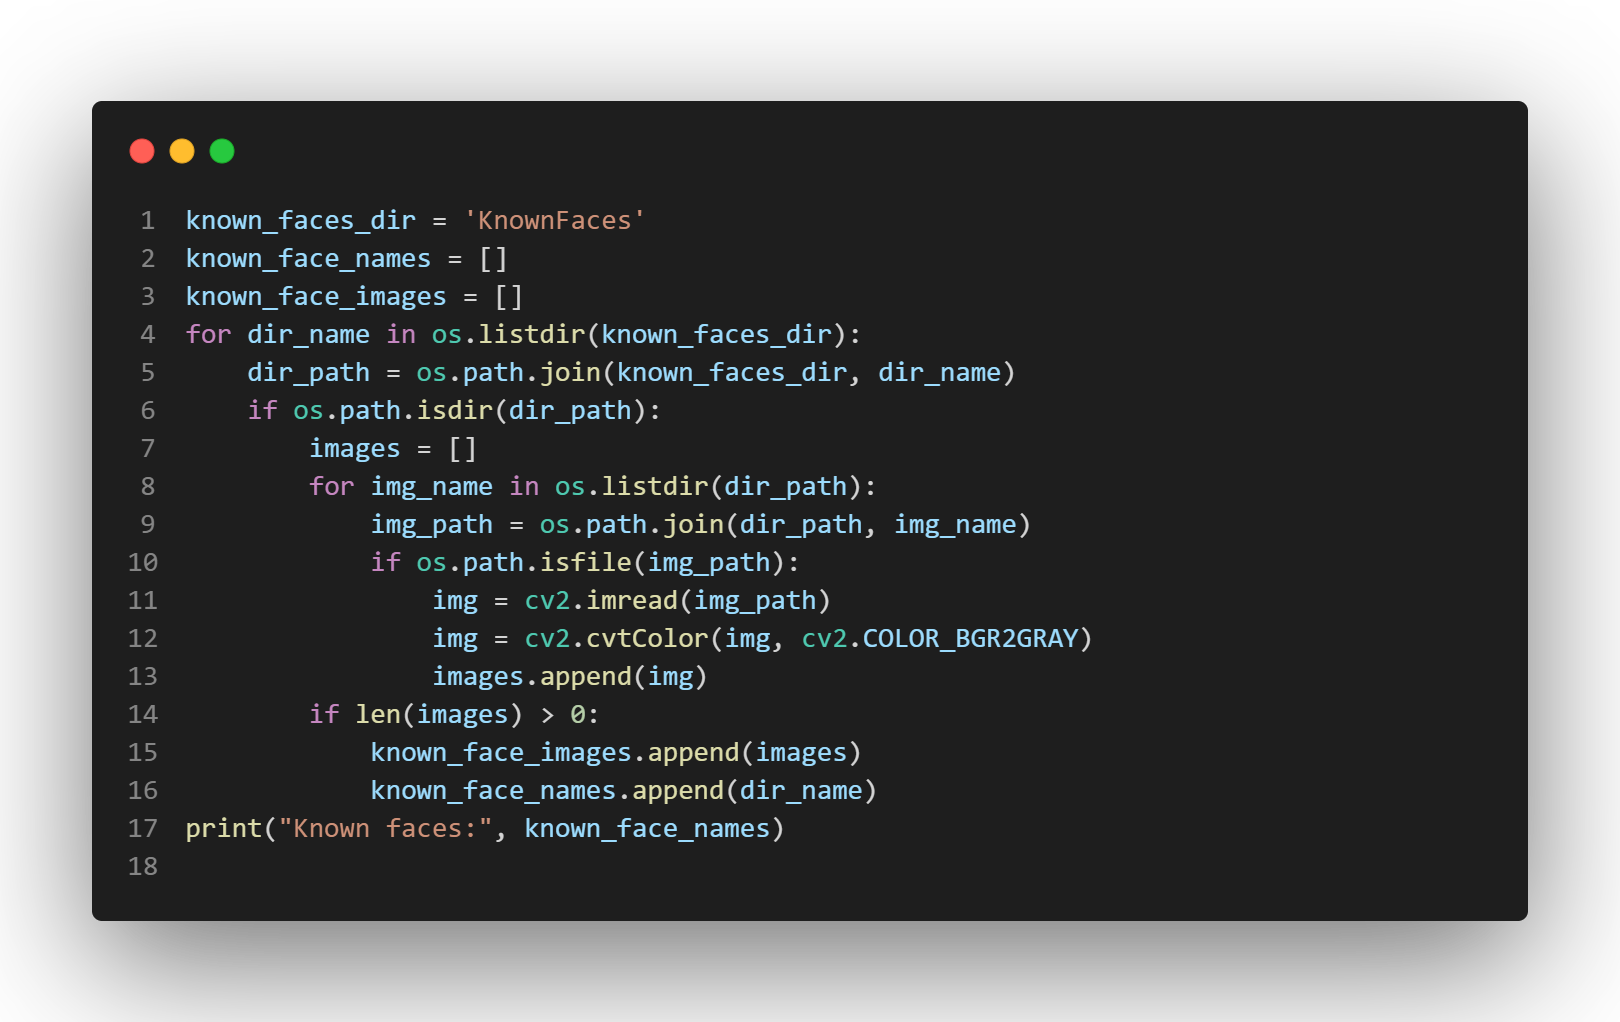 1 known_faces_dir = 'KnownFaces'
2 known_face_names = []
3 known_face_images = []
4 for dir_name in os.listdir(known_faces_dir):
5     dir_path = os.path.join(known_faces_dir, dir_name)
6     if os.path.isdir(dir_path):
7         images = []
8         for img_name in os.listdir(dir_path):
9             img_path = os.path.join(dir_path, img_name)
10             if os.path.isfile(img_path):
11                 img = cv2.imread(img_path)
12                 img = cv2.cvtColor(img, cv2.COLOR_BGR2GRAY)
13                 images.append(img)
14         if len(images) > 0:
15             known_face_images.append(images)
16             known_face_names.append(dir_name)
17 print("Known faces:", known_face_names)
18